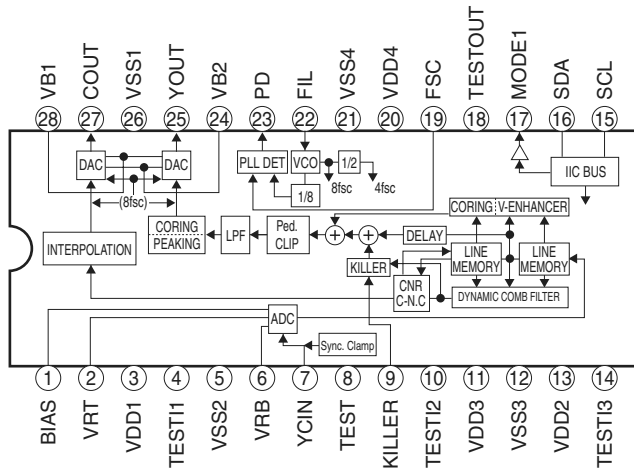 VB1
COUT
VSS1
YOUT
VB2
PD
FIL
VSS4
VDD4
FSC
TESTOUT
MODE1
SDA
SCL
28
27
26
25
24
23
22
21
20
19
18
17
16
15
DAC
DAC
PLL DET
VCO
1/2
IIC BUS
8fsc
4fsc
(8fsc)
1/8
CORING
V-ENHANCER
CORING
PEAKING
LPF
Ped.
CLIP
+
+
DELAY
INTERPOLATION
LINE
MEMORY
LINE
MEMORY
KILLER
CNR
C-N.C
DYNAMIC COMB FILTER
ADC
Sync. Clamp
1
2
3
4
5
6
7
8
9
10
11
12
13
14
BIAS
VRT
VDD1
TESTI1
VSS2
VRB
YCIN
TEST
KILLER
TESTI2
VDD3
VSS3
VDD2
TESTI3